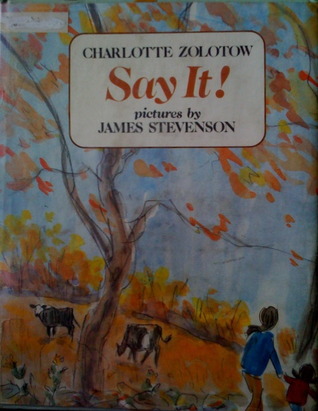 CHARLOTTE ZOLOTOW
Say It!
pictures by
JAMES STEVENSON